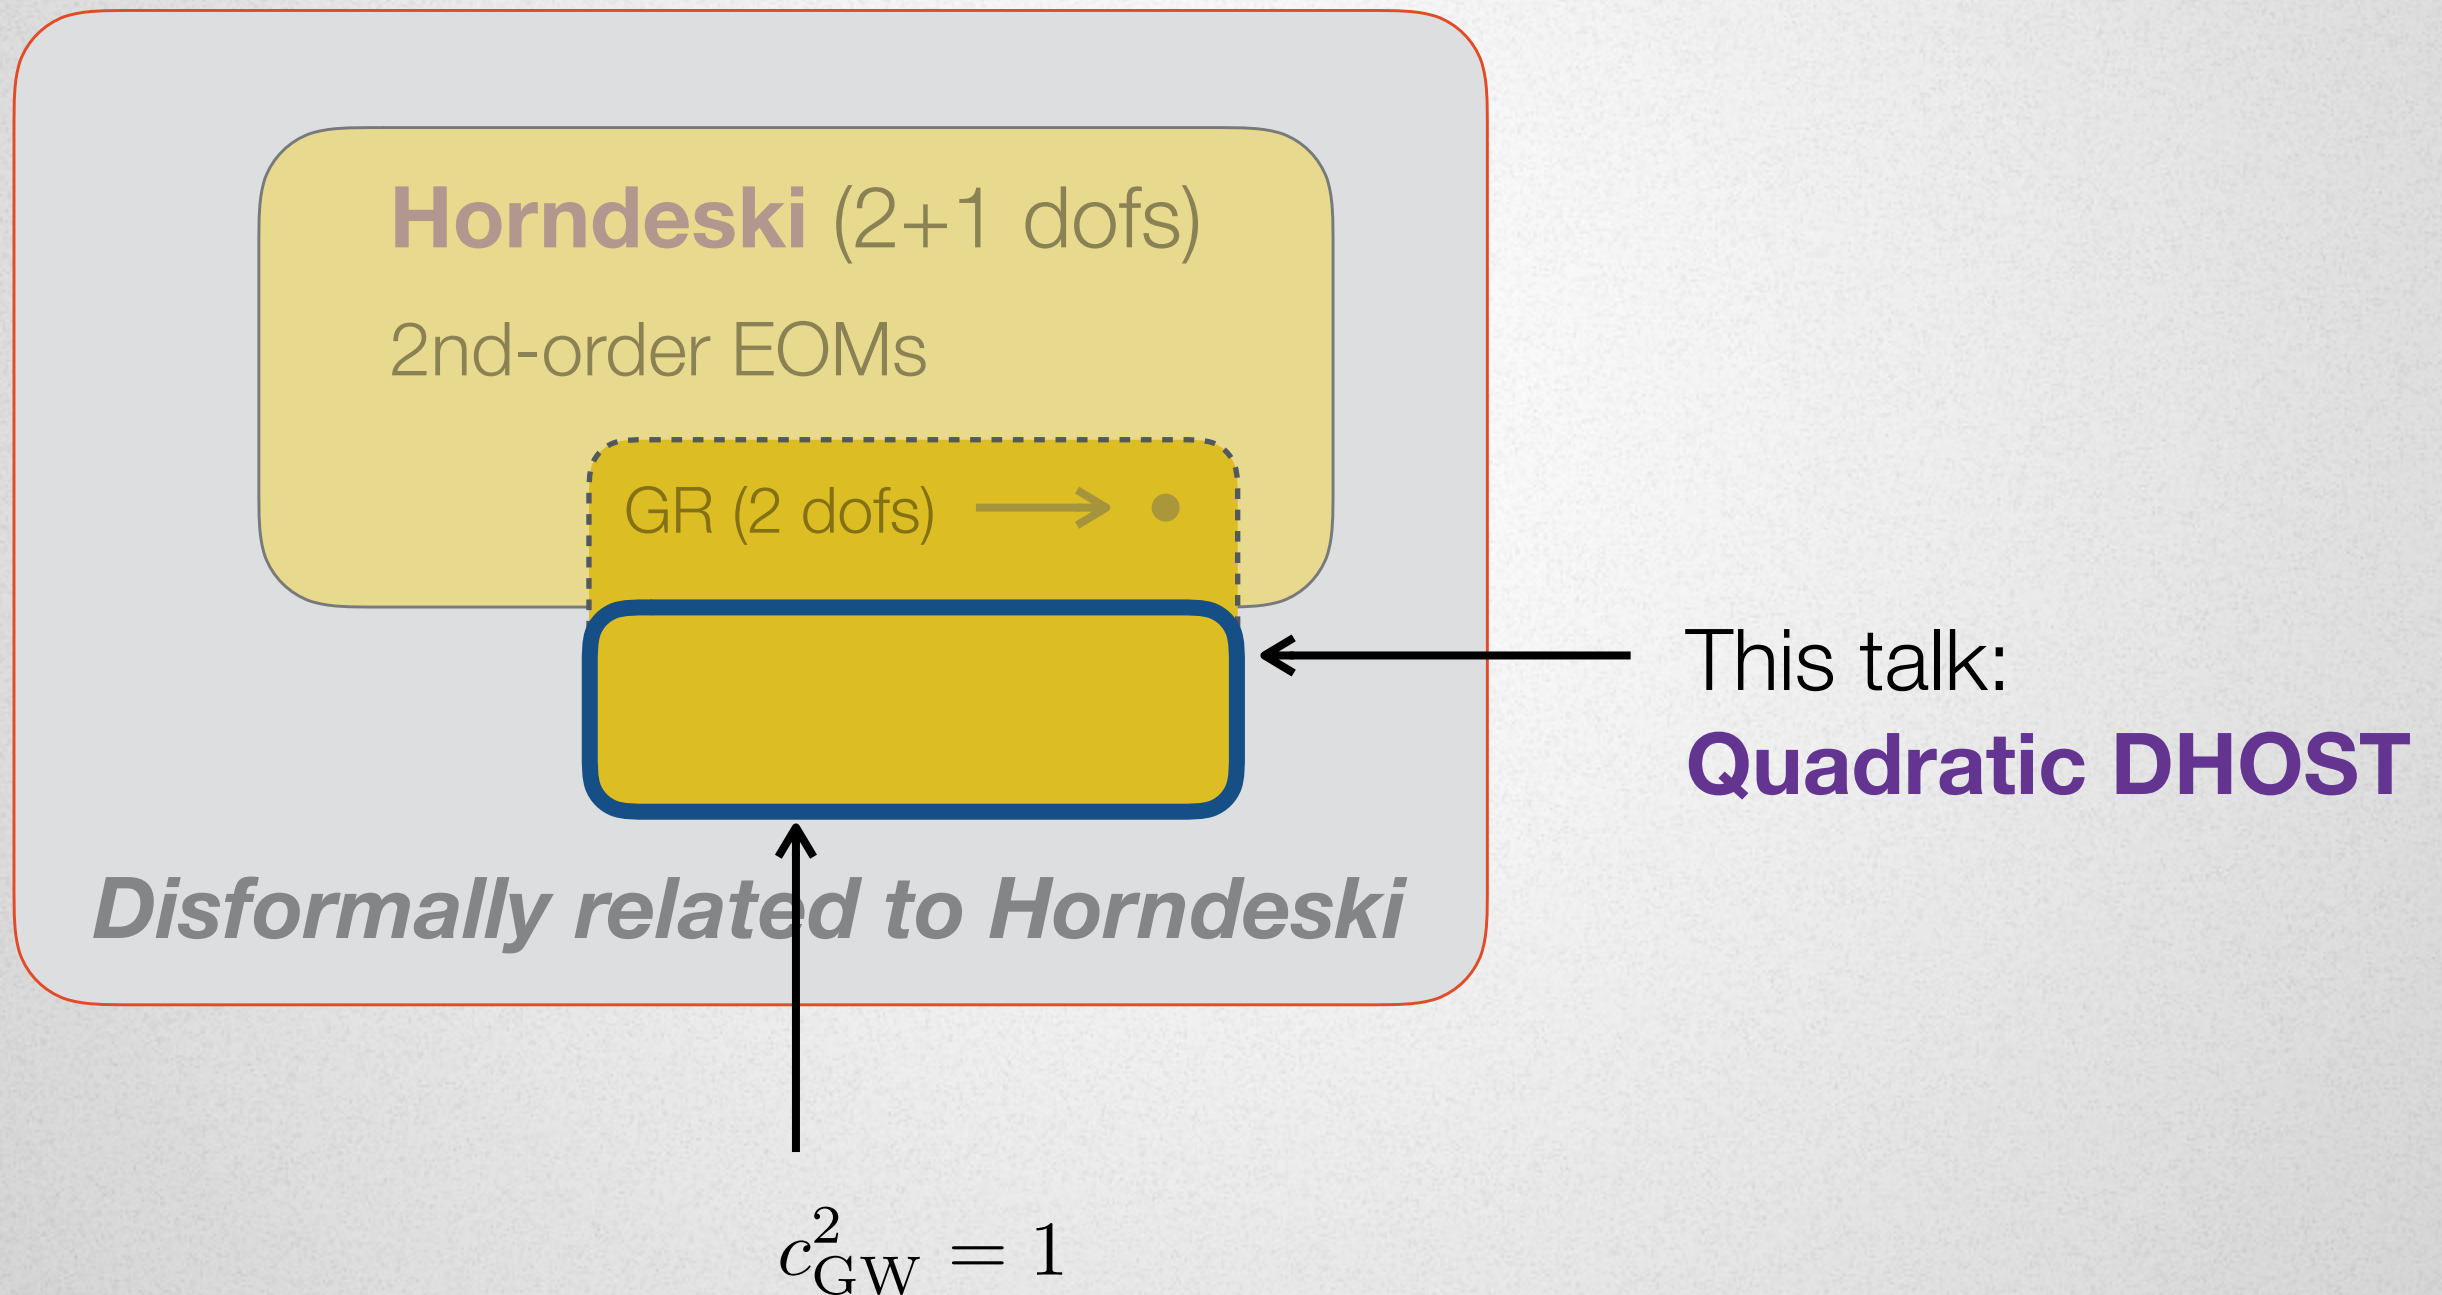 Horndeski (2+1 dofs)
2nd-order EOMs
GR (2 dofs)
This talk:
Quadratic DHOST
Disformally related to Horndeski
c²_GW = 1